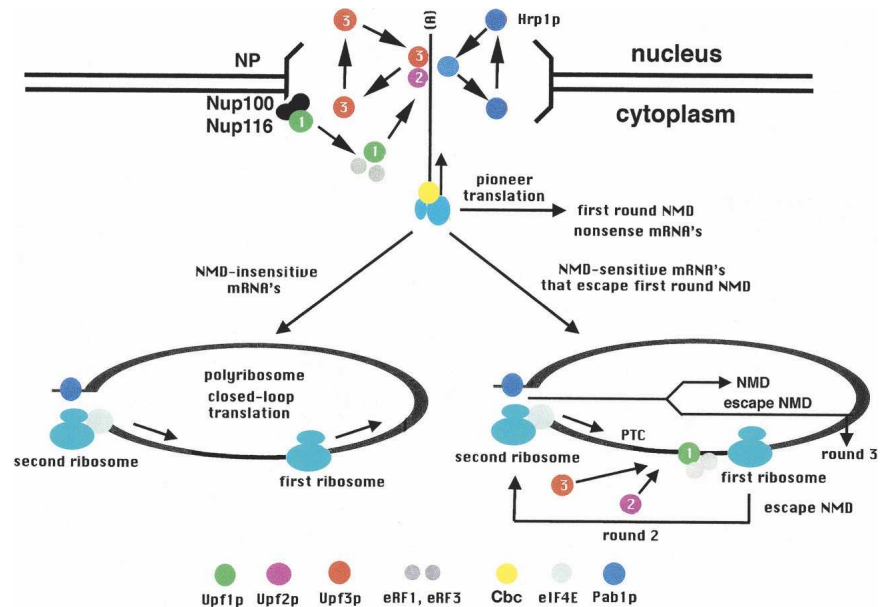 (A)
3
Hrp1p
NP
3
2
nucleus
Nup100
3
cytoplasm
Nup116
1
1
pioneer
translation
first round NMD
nonsense mRNA's
NMD-insensitive
mRNA's
NMD-sensitive mRNA's
that escape first round NMD
polyribosome
closed-loop
translation
second ribosome
first ribosome
NMD
escape NMD
PTC
1
round 3
second ribosome
first ribosome
3
2
escape NMD
round 2
Upf1p
Upf2p
Upf3p
eRF1, eRF3
Cbc
eIF4E
Pab1p